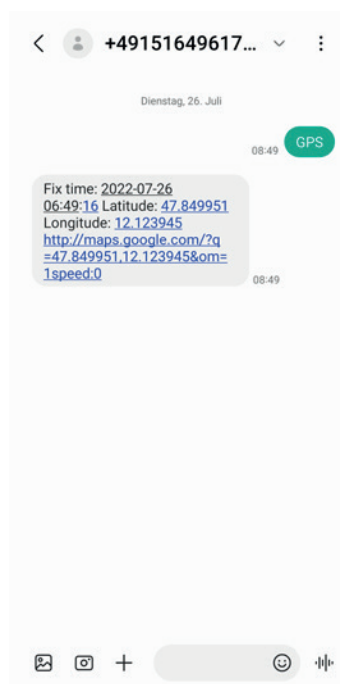 +49151649617...
Dienstag, 26. Juli
GPS
08:49
Fix time: 2022-07-26
06:49:16 Latitude: 47.849951
Longitude: 12.123945
http://maps.google.com/?q
=47.849951,12.123945&om=
1speed:0
08:49